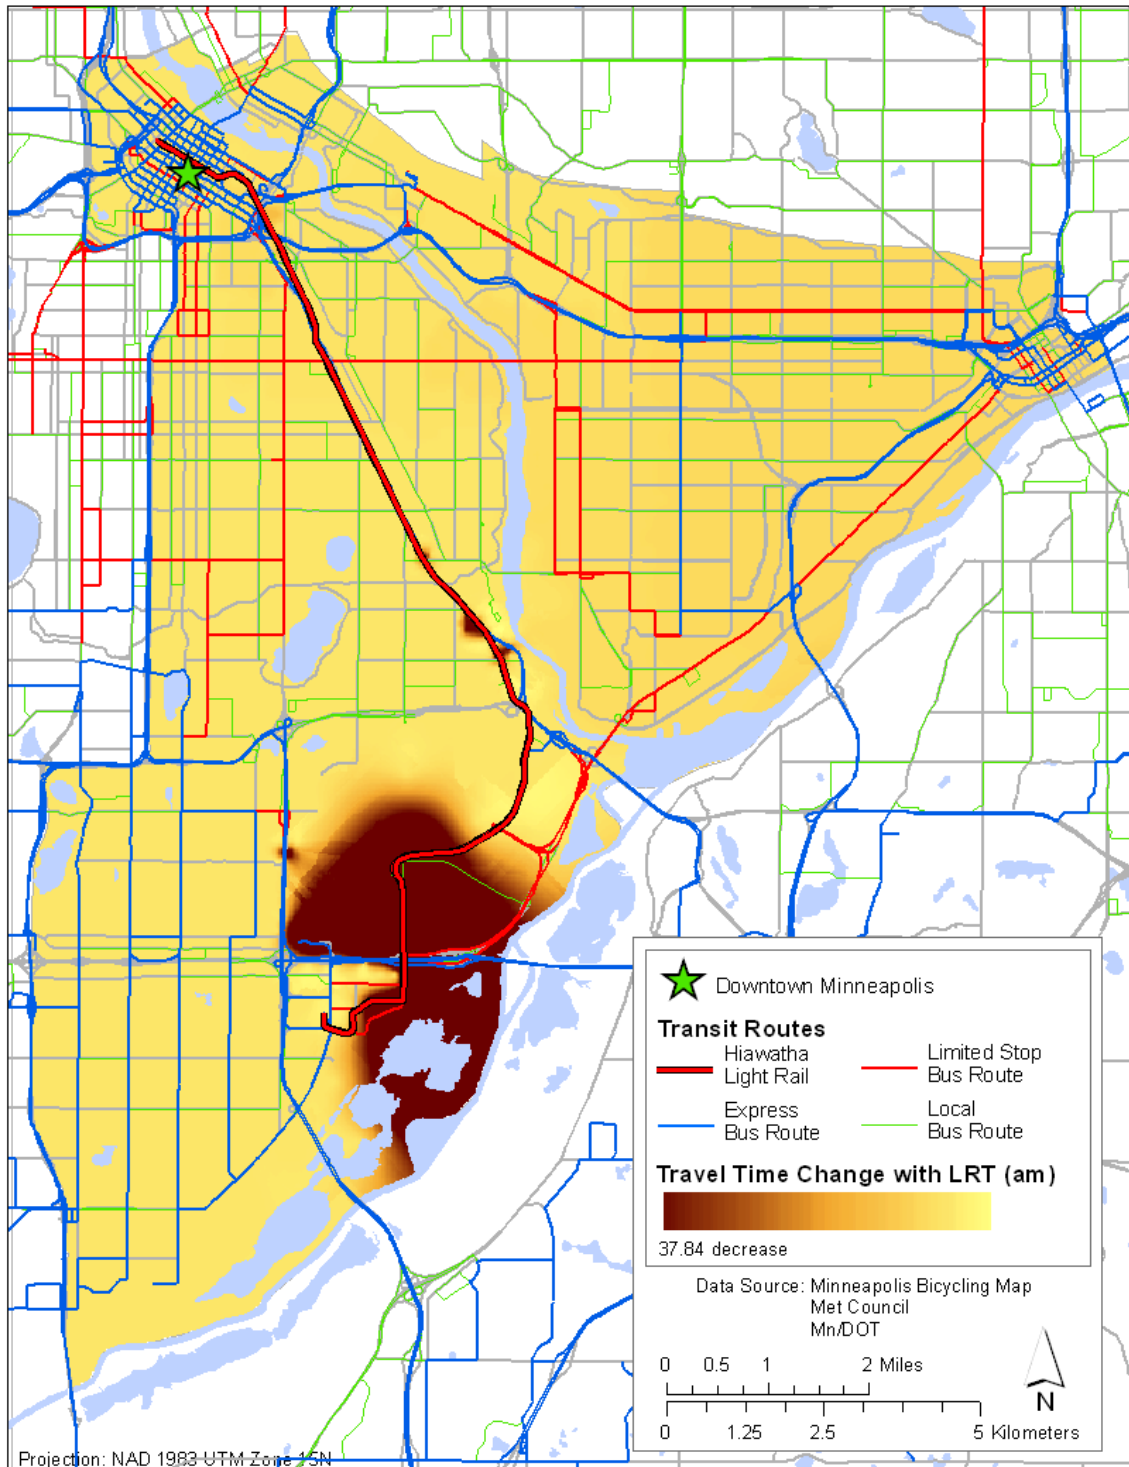 Downtown Minneapolis
Transit Routes
Hiawatha
Light Rail
Limited Stop
Bus Route
Express
Bus Route
Local
Bus Route
Travel Time Change with LRT (am)
37.84 decrease
Data Source: Minneapolis Bicycling Map
Met Council
Mn/DOT
0 0.5 1 2 Miles
0 1.25 2.5 5 Kilometers
N
Projection: NAD 1983 UTM Zone 15N